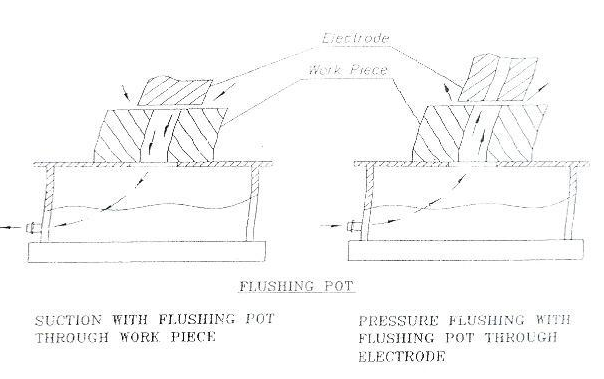 Electrode
Work Piece
FLUSHING POT
SUCTION WITH FLUSHING POT
THROUGH WORK PIECE
PRESSURE FLUSHING WITH
FLUSHING POT THROUGH
ELECTRODE